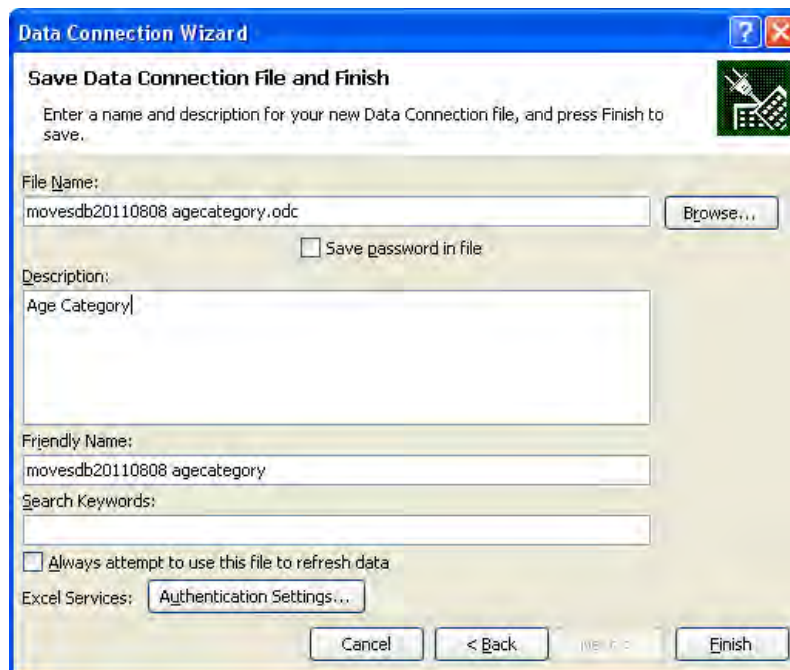 Data Connection Wizard
Save Data Connection File and Finish
Enter a name and description for your new Data Connection file, and press Finish to
save.
File Name:
movesdb20110808 agecategory.odc
Browse...
Save password in file
Description:
Age Category
Friendly Name:
movesdb20110808 agecategory
Search Keywords:
Always attempt to use this file to refresh data
Excel Services:
Authentication Settings...
Cancel
< Back
Finish